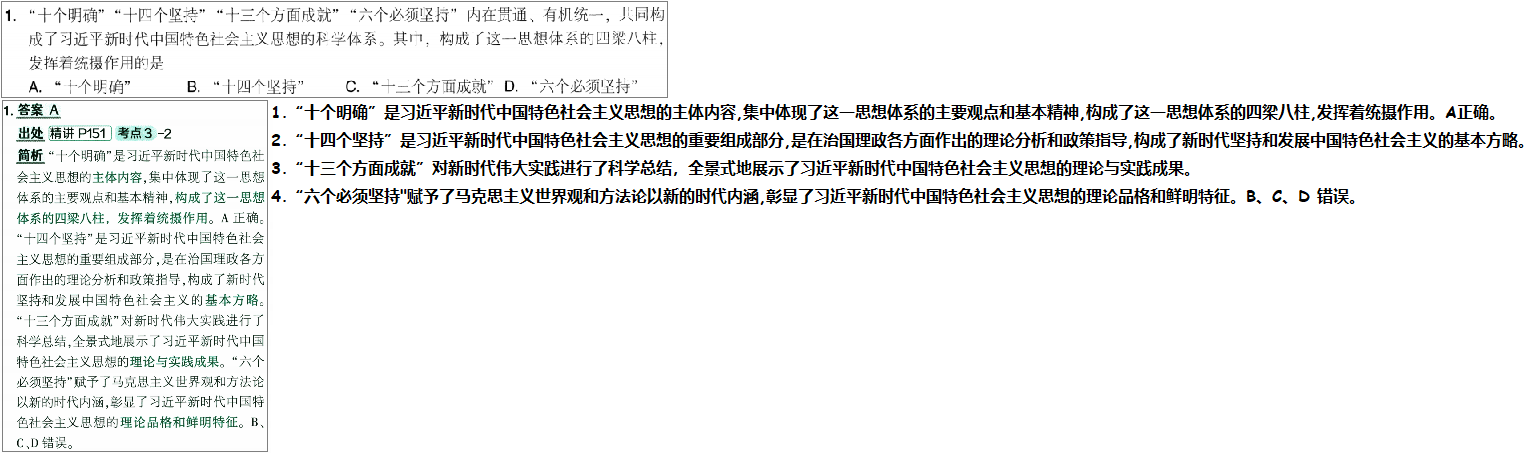 1. “十个明确”“十四个坚持”“十三个方面成就”“六个必须坚持”内在贯通、有机统一，共同构
成了习近平新时代中国特色社会主义思想的科学体系。其中，构成了这一思想体系的四梁八柱，
发挥着统摄作用的是
A. “十个明确” B. “十四个坚持” C. “十三个方面成就” D. “六个必须坚持”
1. 答案 A
出处 精讲 P151 考点3 -2
简析 “十个明确”是习近平新时代中国特色社
会主义思想的主体内容,集中体现了这一思想
体系的主要观点和基本精神,构成了这一思想
体系的四梁八柱，发挥着统摄作用。A 正确。
“十四个坚持”是习近平新时代中国特色社会
主义思想的重要组成部分,是在治国理政各方
面作出的理论分析和政策指导,构成了新时代
坚持和发展中国特色社会主义的基本方略。
“十三个方面成就”对新时代伟大实践进行了
科学总结,全景式地展示了习近平新时代中国
特色社会主义思想的理论与实践成果。“六个
必须坚持”赋予了马克思主义世界观和方法论
以新的时代内涵,彰显了习近平新时代中国特
色社会主义思想的理论品格和鲜明特征。B、
C、D 错误。
1. “十个明确”是习近平新时代中国特色社会主义思想的主体内容,集中体现了这一思想体系的主要观点和基本精神,构成了这一思想体系的四梁八柱,发挥着统摄作用。A正确。
2. “十四个坚持”是习近平新时代中国特色社会主义思想的重要组成部分,是在治国理政各方面作出的理论分析和政策指导,构成了新时代坚持和发展中国特色社会主义的基本方略。
3. “十三个方面成就”对新时代伟大实践进行了科学总结，全景式地展示了习近平新时代中国特色社会主义思想的理论与实践成果。
4. “六个必须坚持"赋予了马克思主义世界观和方法论以新的时代内涵,彰显了习近平新时代中国特色社会主义思想的理论品格和鲜明特征。B、C、D 错误。